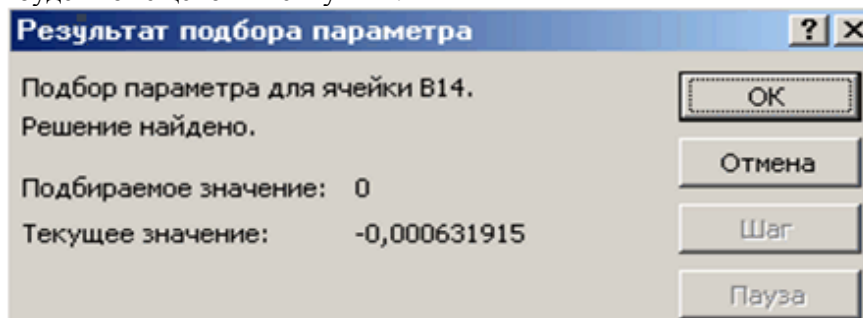 Результат подбора параметра
Подбор параметра для ячейки B14.
Решение найдено.
Подбираемое значение: 0
Текущее значение: -0,000631915
ОК
Отмена
Шаг
Пауза